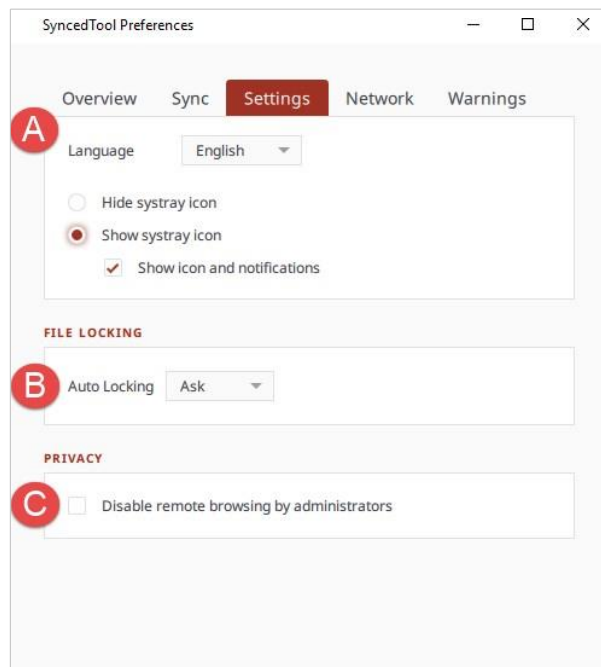 SyncedTool Preferences
Overview Sync Settings Network Warnings
A
Language English
Hide systray icon
Show systray icon
Show icon and notifications
FILE LOCKING
B
Auto Locking Ask
PRIVACY
C
Disable remote browsing by administrators